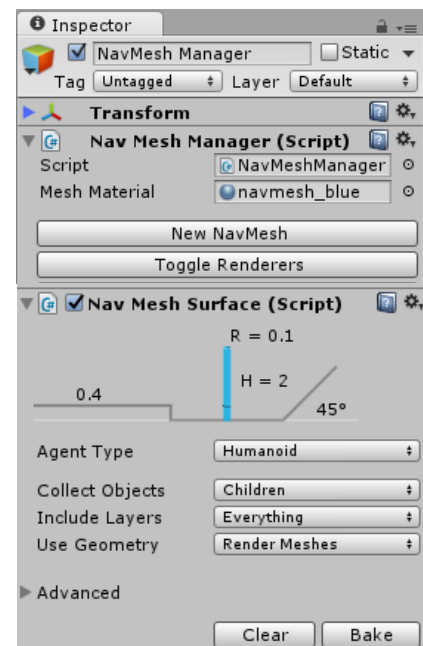 Inspector
NavMesh Manager Static
Tag Untagged Layer Default
Transform
Nav Mesh Manager (Script)
Script NavMeshManager
Mesh Material navmesh_blue
New NavMesh
Toggle Renderers
Nav Mesh Surface (Script)
R = 0.1
H = 2
0.4
45°
Agent Type Humanoid
Collect Objects Children
Include Layers Everything
Use Geometry Render Meshes
Advanced
Clear Bake